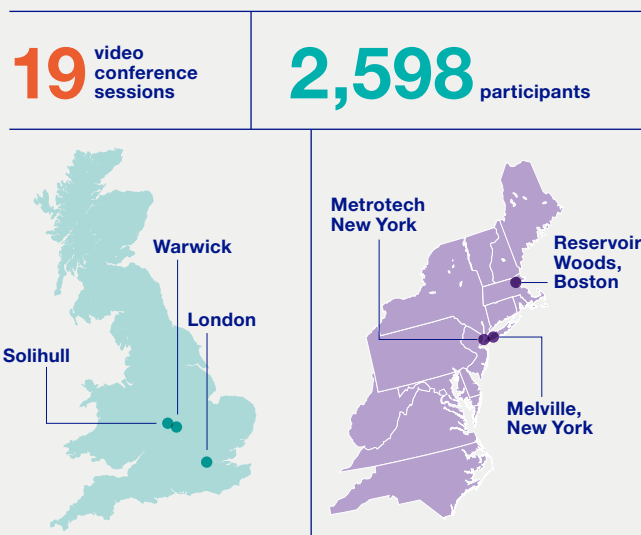 19 video
conference
sessions
2,598 participants
Warwick
London
Solihull
Metrotech
New York
Reservoir
Woods,
Boston
Melville,
New York